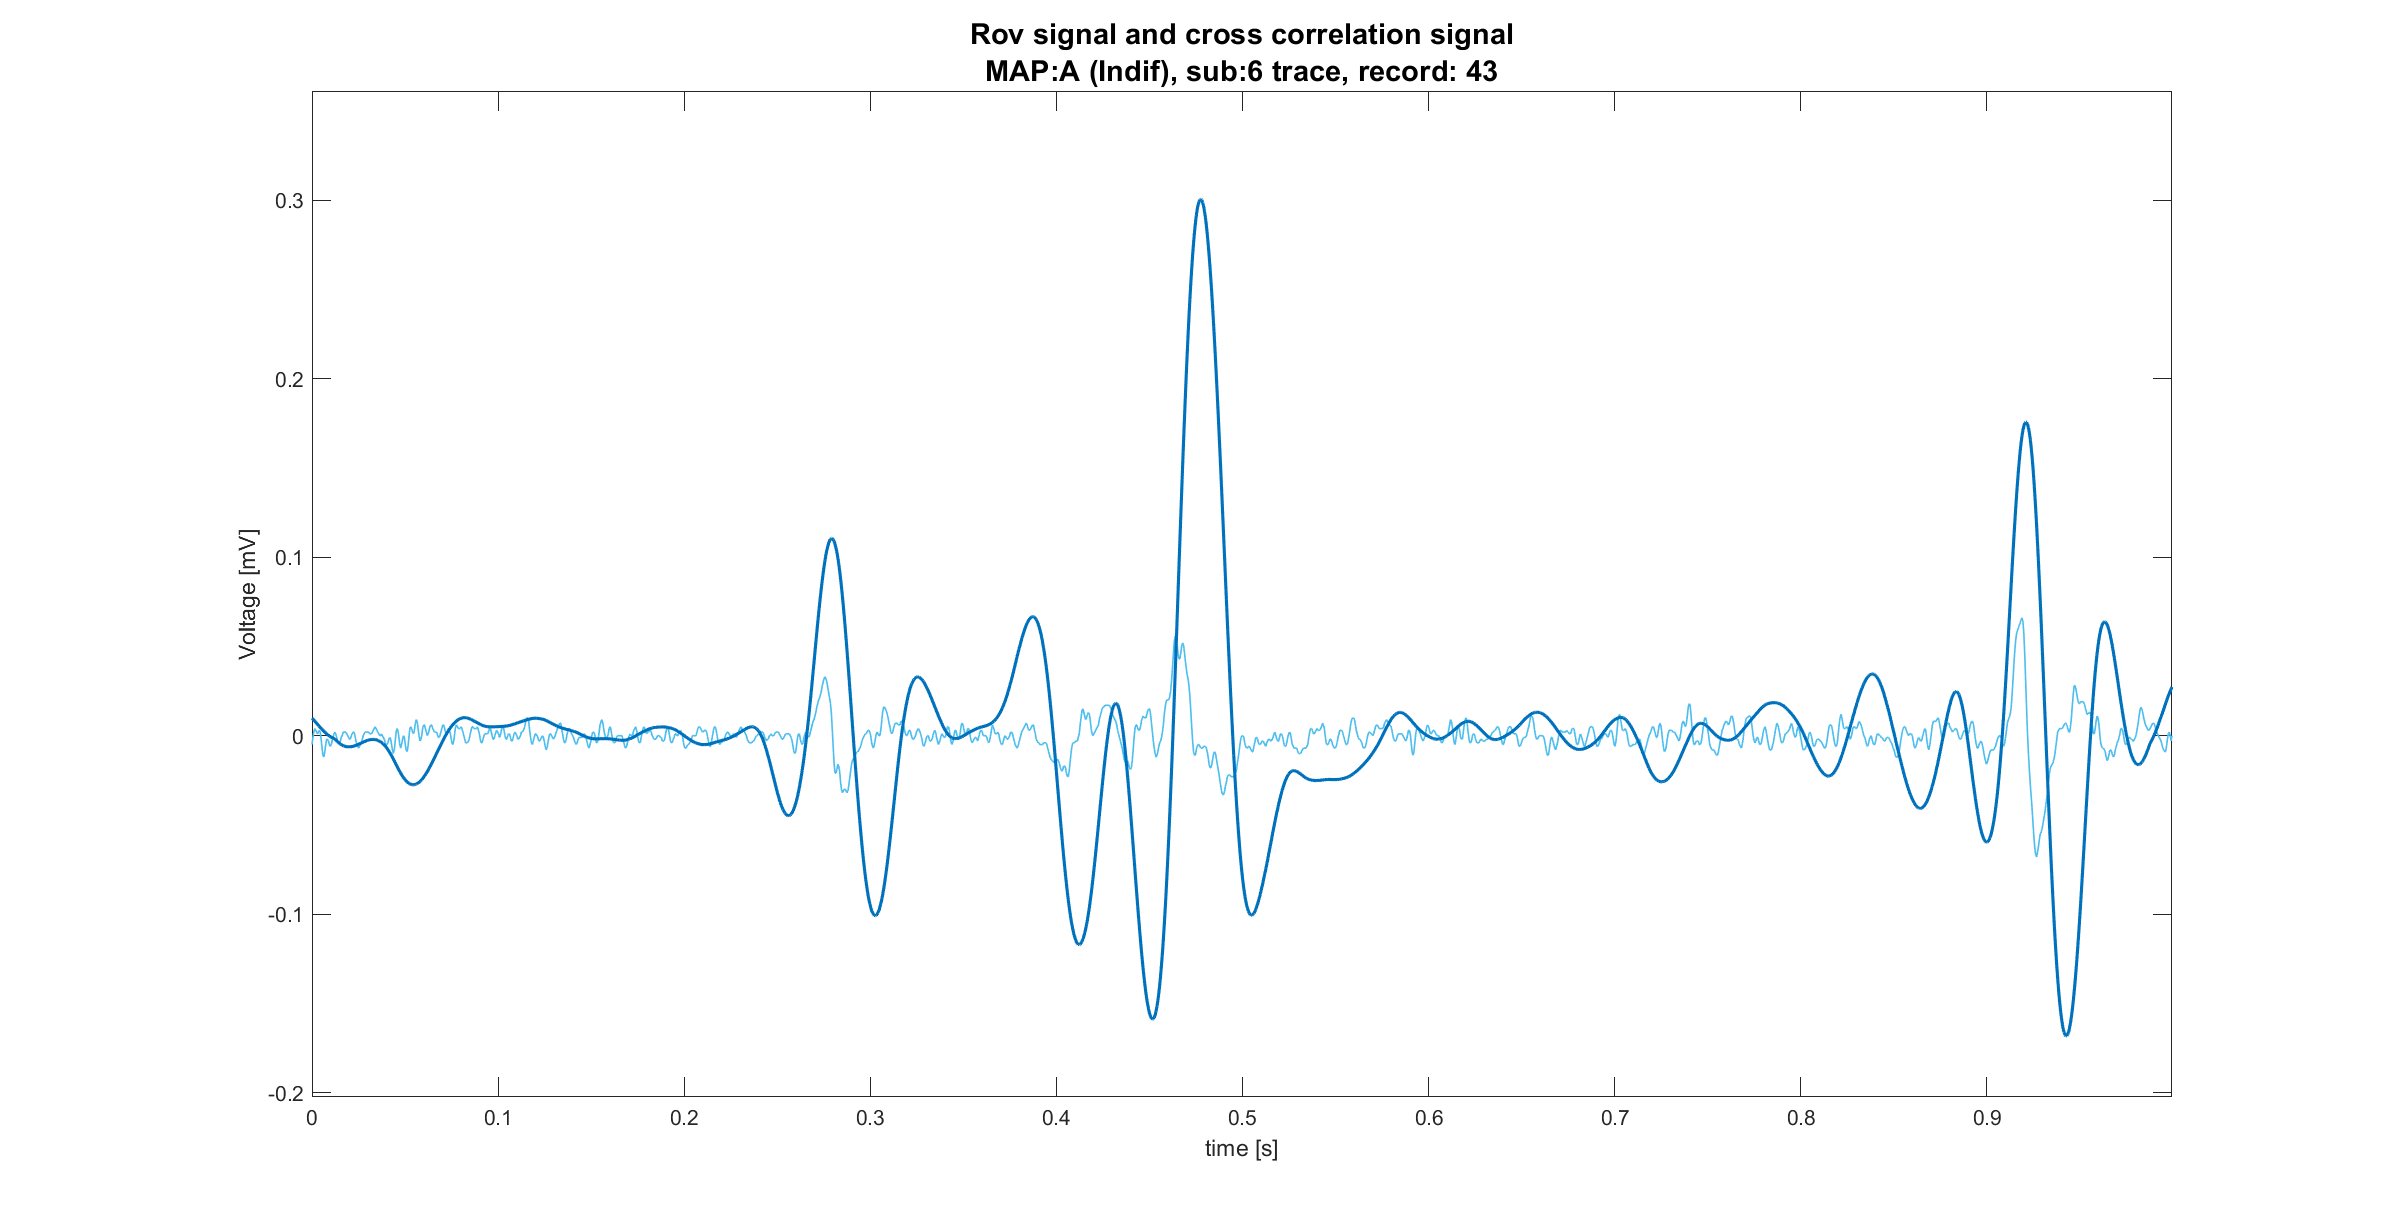 Rov signal and cross correlation signal
MAP:A (Indif), sub:6 trace, record: 43
Voltage [mV]
0.3
0.2
0.1
0
-0.1
-0.2
0 0.1 0.2 0.3 0.4 0.5 0.6 0.7 0.8 0.9
time [s]